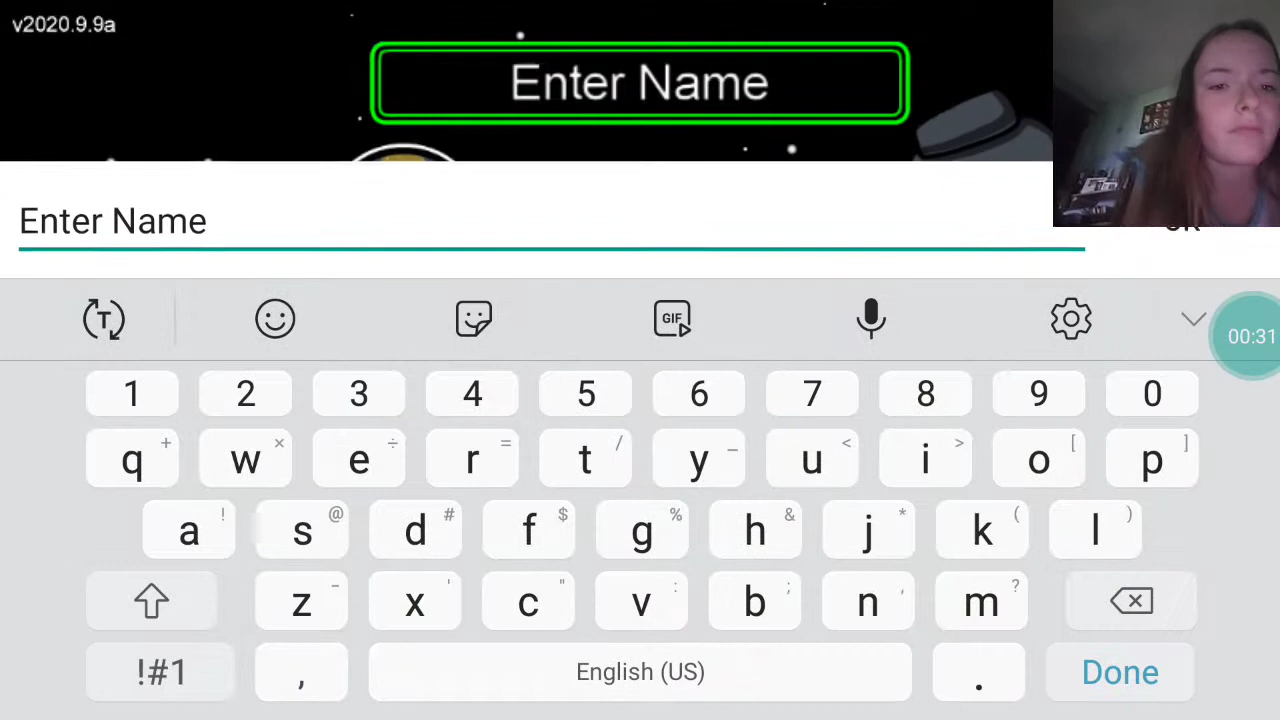 v2020.9.9a
Enter Name
Enter Name
GIF
00:31
1 2 3 4 5 6 7 8 9 0
q + w × e ÷ r = t / y _ u < i > o [ p ]
a ! s @ d # f $ g % h & j * k ( l )
z - x ' c " v : b ; n , m ?
!#1 , English (US) . Done